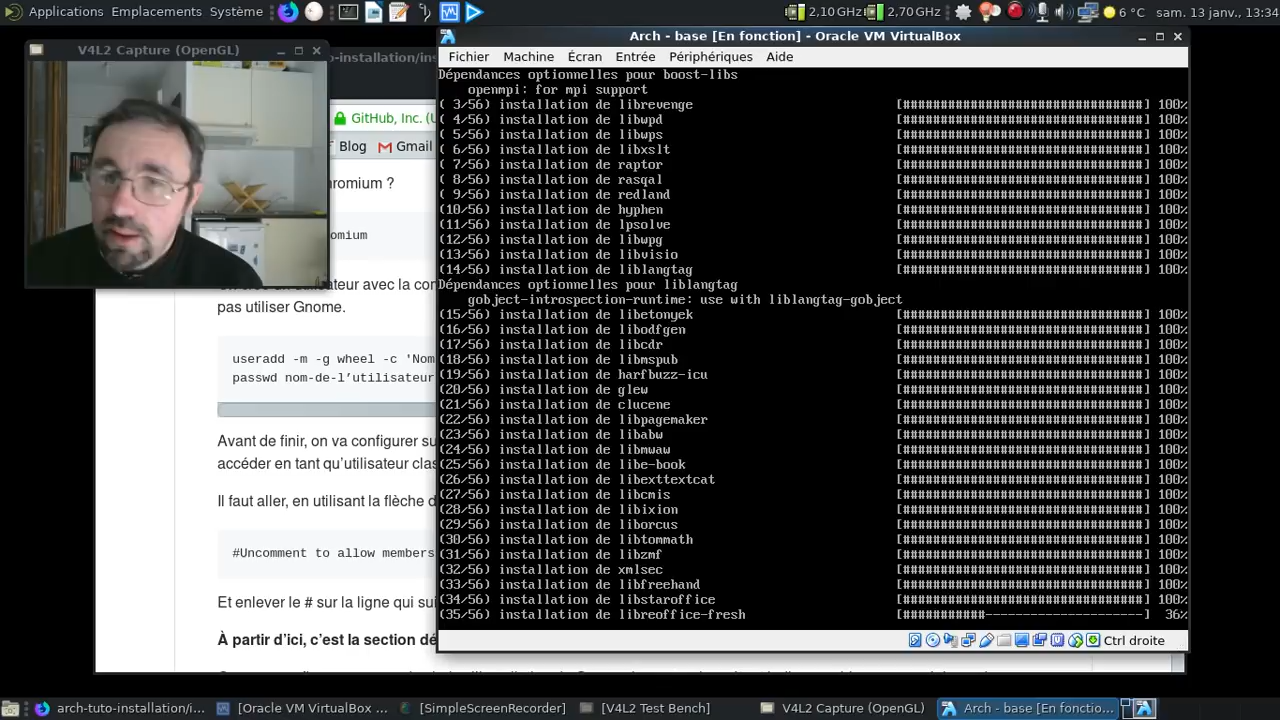 Applications Emplacements Système
2,10 GHz 2,70 GHz 6 °C sam. 13 janv., 13:34
V4L2 Capture (OpenGL)
-tuto-installation/in
GitHub, Inc. (U
Blog Gmail
hromium ?
omium
pas utiliser Gnome.
useradd -m -g wheel -c 'Nom
passwd nom-de-l’utilisateur
Avant de finir, on va configurer su
accéder en tant qu’utilisateur clas
Il faut aller, en utilisant la flèche d
#Uncomment to allow members
Et enlever le # sur la ligne qui sui
À partir d’ici, c’est la section dé
Arch - base [En fonction] - Oracle VM VirtualBox
Fichier Machine Écran Entrée Périphériques Aide
Dépendances optionnelles pour boost-libs
openmpi: for mpi support
( 3/56) installation de librevenge [################################] 100%
( 4/56) installation de libwpd [################################] 100%
( 5/56) installation de libwps [################################] 100%
( 6/56) installation de libxslt [################################] 100%
( 7/56) installation de raptor [################################] 100%
( 8/56) installation de rasqal [################################] 100%
( 9/56) installation de redland [################################] 100%
(10/56) installation de hyphen [################################] 100%
(11/56) installation de lpsolve [################################] 100%
(12/56) installation de libwpg [################################] 100%
(13/56) installation de libvisio [################################] 100%
(14/56) installation de liblangtag [################################] 100%
Dépendances optionnelles pour liblangtag
gobject-introspection-runtime: use with liblangtag-gobject
(15/56) installation de libetonyek [################################] 100%
(16/56) installation de libodfgen [################################] 100%
(17/56) installation de libcdr [################################] 100%
(18/56) installation de libmspub [################################] 100%
(19/56) installation de harfbuzz-icu [################################] 100%
(20/56) installation de glew [################################] 100%
(21/56) installation de clucene [################################] 100%
(22/56) installation de libpagemaker [################################] 100%
(23/56) installation de libabw [################################] 100%
(24/56) installation de libmwaw [################################] 100%
(25/56) installation de libe-book [################################] 100%
(26/56) installation de libexttextcat [################################] 100%
(27/56) installation de libcmis [################################] 100%
(28/56) installation de libixion [################################] 100%
(29/56) installation de liborcus [################################] 100%
(30/56) installation de libtommath [################################] 100%
(31/56) installation de libzmf [################################] 100%
(32/56) installation de xmlsec [################################] 100%
(33/56) installation de libfreehand [################################] 100%
(34/56) installation de libstaroffice [################################] 100%
(35/56) installation de libreoffice-fresh [###########---------------------] 36%
Ctrl droite
arch-tuto-installation/i... [Oracle VM VirtualBox ... [SimpleScreenRecorder] [V4L2 Test Bench] V4L2 Capture (OpenGL) Arch - base [En fonctio...